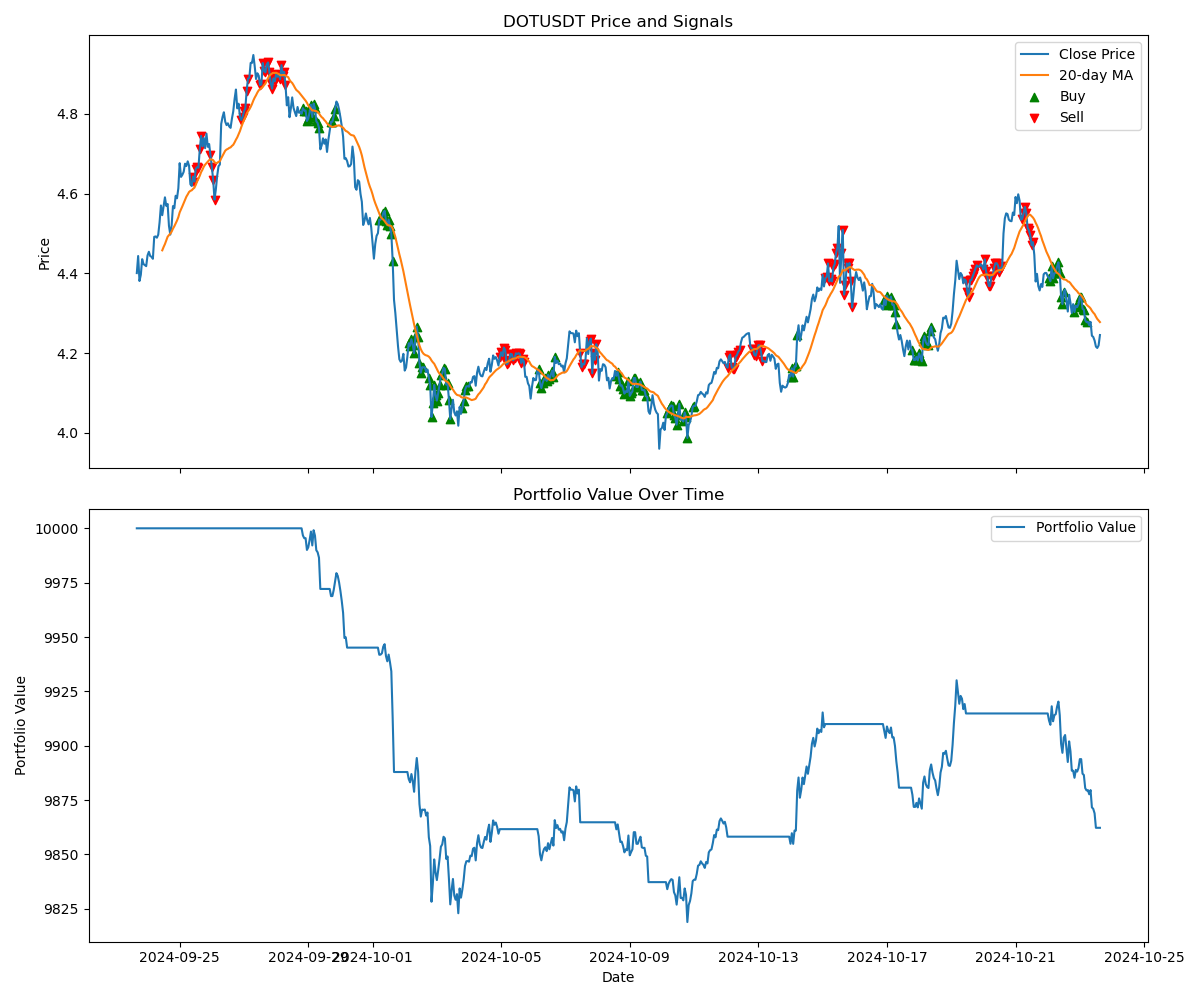 DOTUSDT Price and Signals
Close Price
20-day MA
Buy
Sell
Price
4.8
4.6
4.4
4.2
4.0
Portfolio Value Over Time
Portfolio Value
Portfolio Value
10000
9975
9950
9925
9900
9875
9850
9825
2024-09-25
2024-09-29
2024-10-01
2024-10-05
2024-10-09
2024-10-13
2024-10-17
2024-10-21
2024-10-25
Date